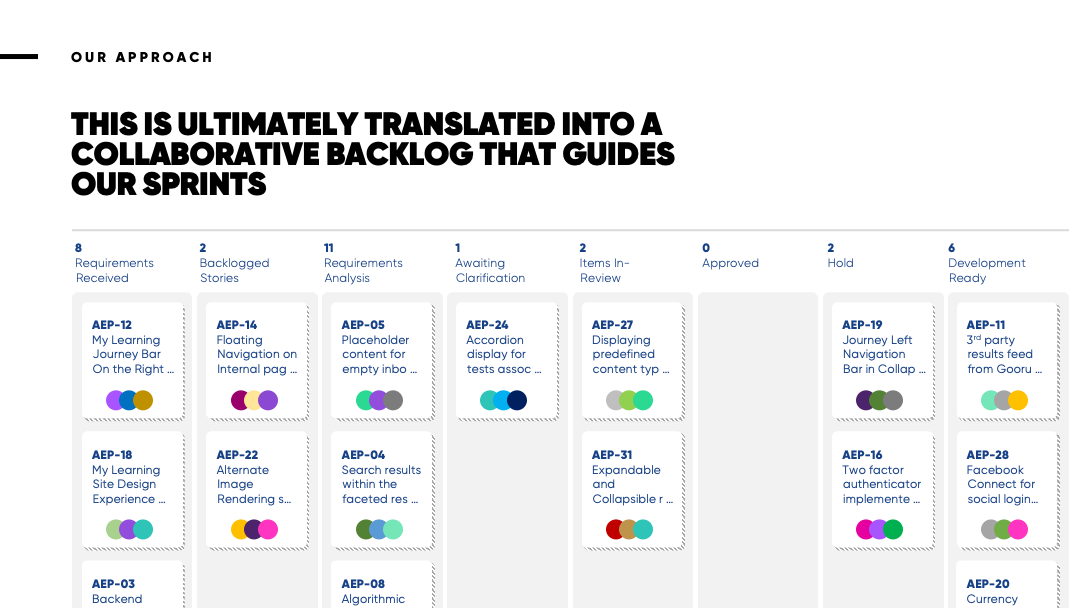 OUR APPROACH
THIS IS ULTIMATELY TRANSLATED INTO A
COLLABORATIVE BACKLOG THAT GUIDES
OUR SPRINTS
8
Requirements
Received
AEP-12
My Learning
Journey Bar
On the Right ...
AEP-18
My Learning
Site Design
Experience ...
AEP-03
Backend
2
Backlogged
Stories
AEP-14
Floating
Navigation on
Internal pag ...
AEP-22
Alternate
Image
Rendering s...
11
Requirements
Analysis
AEP-05
Placeholder
content for
empty inbo ...
AEP-04
Search results
within the
faceted res ...
AEP-08
Algorithmic
1
Awaiting
Clarification
AEP-24
Accordion
display for
tests assoc ...
2
Items In-
Review
AEP-27
Displaying
predefined
content typ ...
AEP-31
Expandable
and
Collapsible r ...
0
Approved
2
Hold
AEP-19
Journey Left
Navigation
Bar in Collap ...
AEP-16
Two factor
authenticator
implemente ...
6
Development
Ready
AEP-11
3rd party
results feed
from Gooru ...
AEP-28
Facebook
Connect for
social login...
AEP-20
Currency